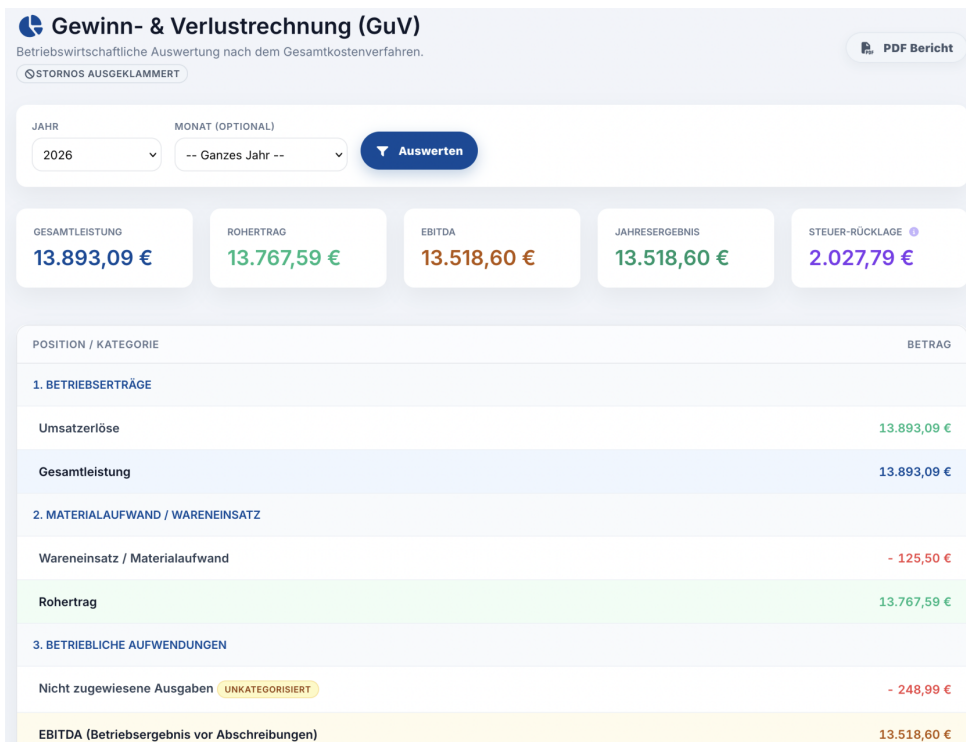 Gewinn- & Verlustrechnung (GuV)
Betriebswirtschaftliche Auswertung nach dem Gesamtkostenverfahren.
STORNOS AUSGEKLAMMERT
PDF Bericht
JAHR
MONAT (OPTIONAL)
2026
-- Ganzes Jahr --
Auswerten
GESAMTLEISTUNG
13.893,09 €
ROHERTRAG
13.767,59 €
EBITDA
13.518,60 €
JAHRESERGEBNIS
13.518,60 €
STEUER-RÜCKLAGE
2.027,79 €
POSITION / KATEGORIE BETRAG
1. BETRIEBSERTRÄGE
Umsatzerlöse 13.893,09 €
Gesamtleistung 13.893,09 €
2. MATERIALAUFWAND / WARENEINSATZ
Wareneinsatz / Materialaufwand - 125,50 €
Rohertrag 13.767,59 €
3. BETRIEBLICHE AUFWENDUNGEN
Nicht zugewiesene Ausgaben UNKATEGORISIERT - 248,99 €
EBITDA (Betriebsergebnis vor Abschreibungen) 13.518,60 €